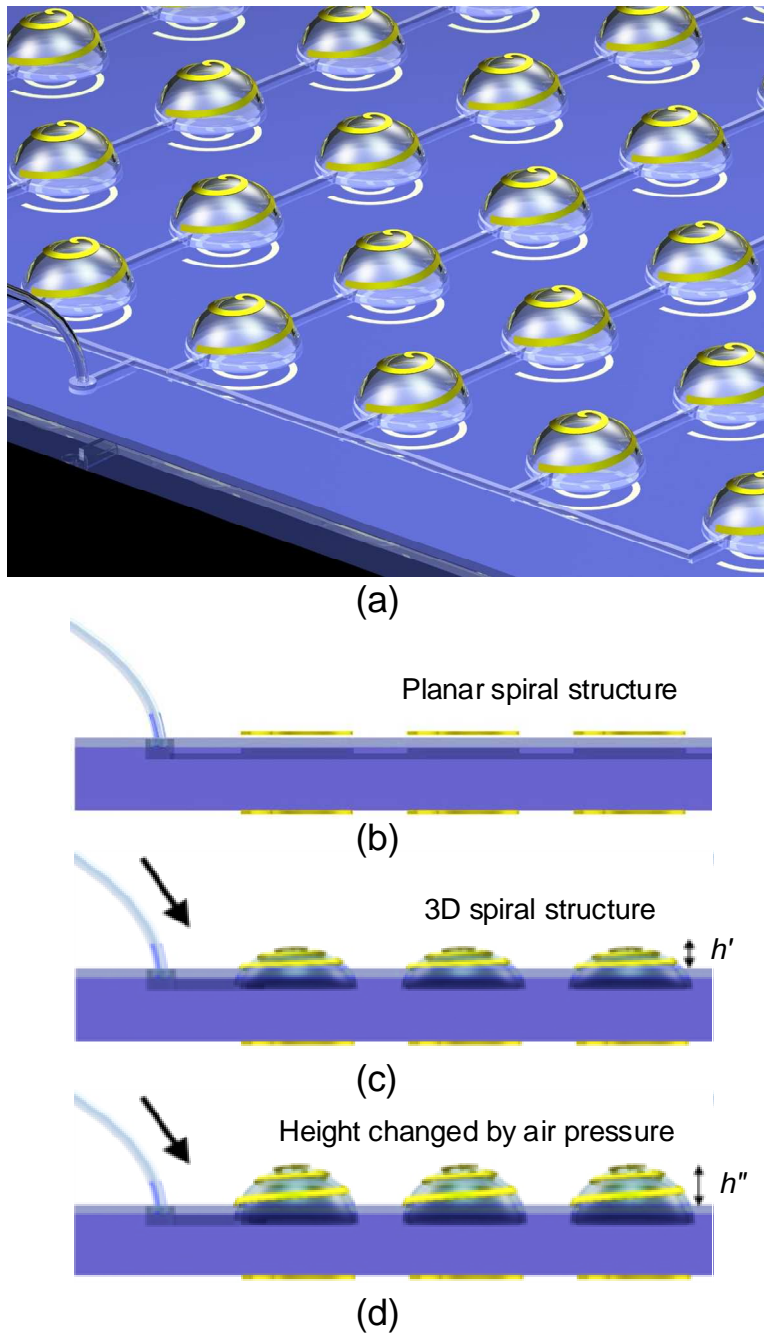 (a)
Planar spiral structure
(b)
3D spiral structure
h'
(c)
Height changed by air pressure
h"
(d)